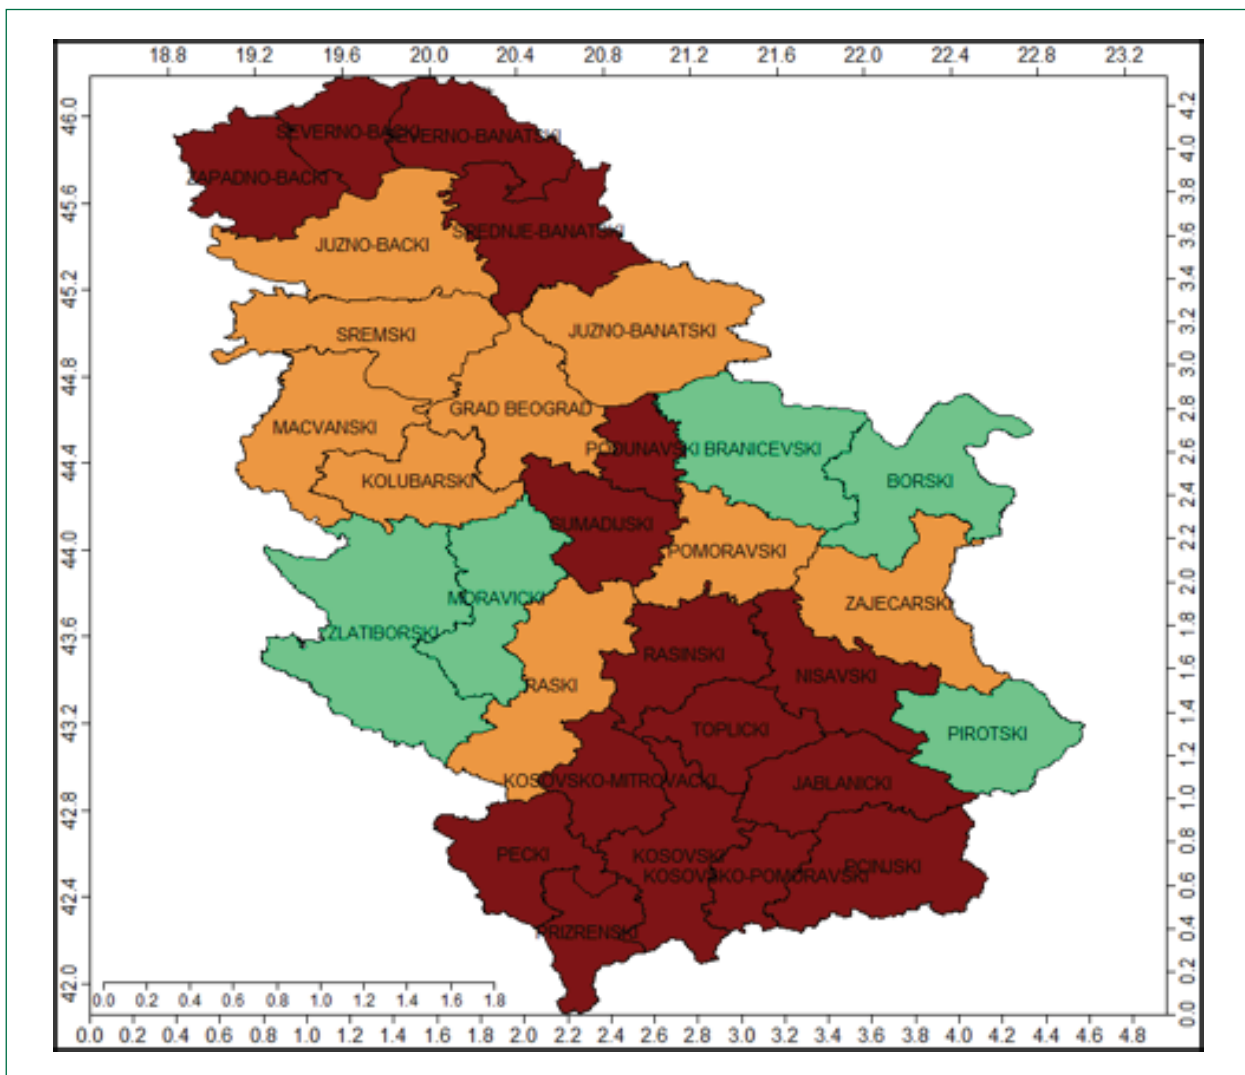 18.8 19.2 19.6 20.0 20.4 20.8 21.2 21.6 22.0 22.4 22.8 23.2
46.0
45.6
45.2
44.8
44.4
44.0
43.6
43.2
42.8
42.4
42.0
4.2
4.0
3.8
3.6
3.4
3.2
3.0
2.8
2.6
2.4
2.2
2.0
1.8
1.6
1.4
1.2
1.0
0.8
0.6
0.4
0.2
0.0
SEVERNO-BACKI
SEVERNO-BANATSKI
ZAPADNO-BACKI
SREDNJE-BANATSKI
JUZNO-BACKI
SREMSKI
JUZNO-BANATSKI
GRAD BEOGRAD
MACVANSKI
PODUNAVSKI
BRANICEVSKI
KOLUBARSKI
BORSKI
SUMADIJSKI
POMORAVSKI
MORAVICKI
ZAJECARSKI
ZLATIBORSKI
RASINSKI
NISAVSKI
RASKI
TOPLICKI
PIROTSKI
KOSOVSKO-MITROVACKI
JABLANICKI
PECKI
KOSOVSKI
PCINJSKI
KOSOVSKO-POMORAVSKI
PRIZRENSKI
0.0 0.2 0.4 0.6 0.8 1.0 1.2 1.4 1.6 1.8
0.0 0.2 0.4 0.6 0.8 1.0 1.2 1.4 1.6 1.8 2.0 2.2 2.4 2.6 2.8 3.0 3.2 3.4 3.6 3.8 4.0 4.2 4.4 4.6 4.8